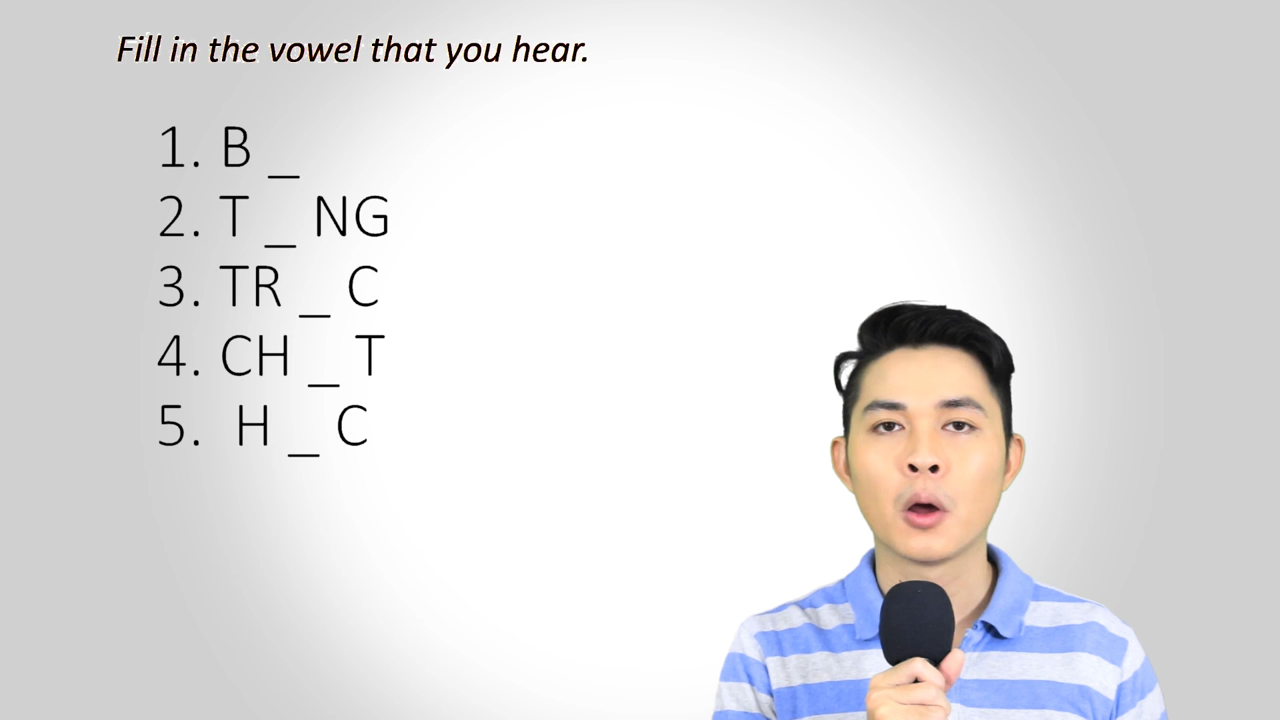 Fill in the vowel that you hear.
1. B _
2. T _ NG
3. TR _ C
4. CH _ T
5. H _ C